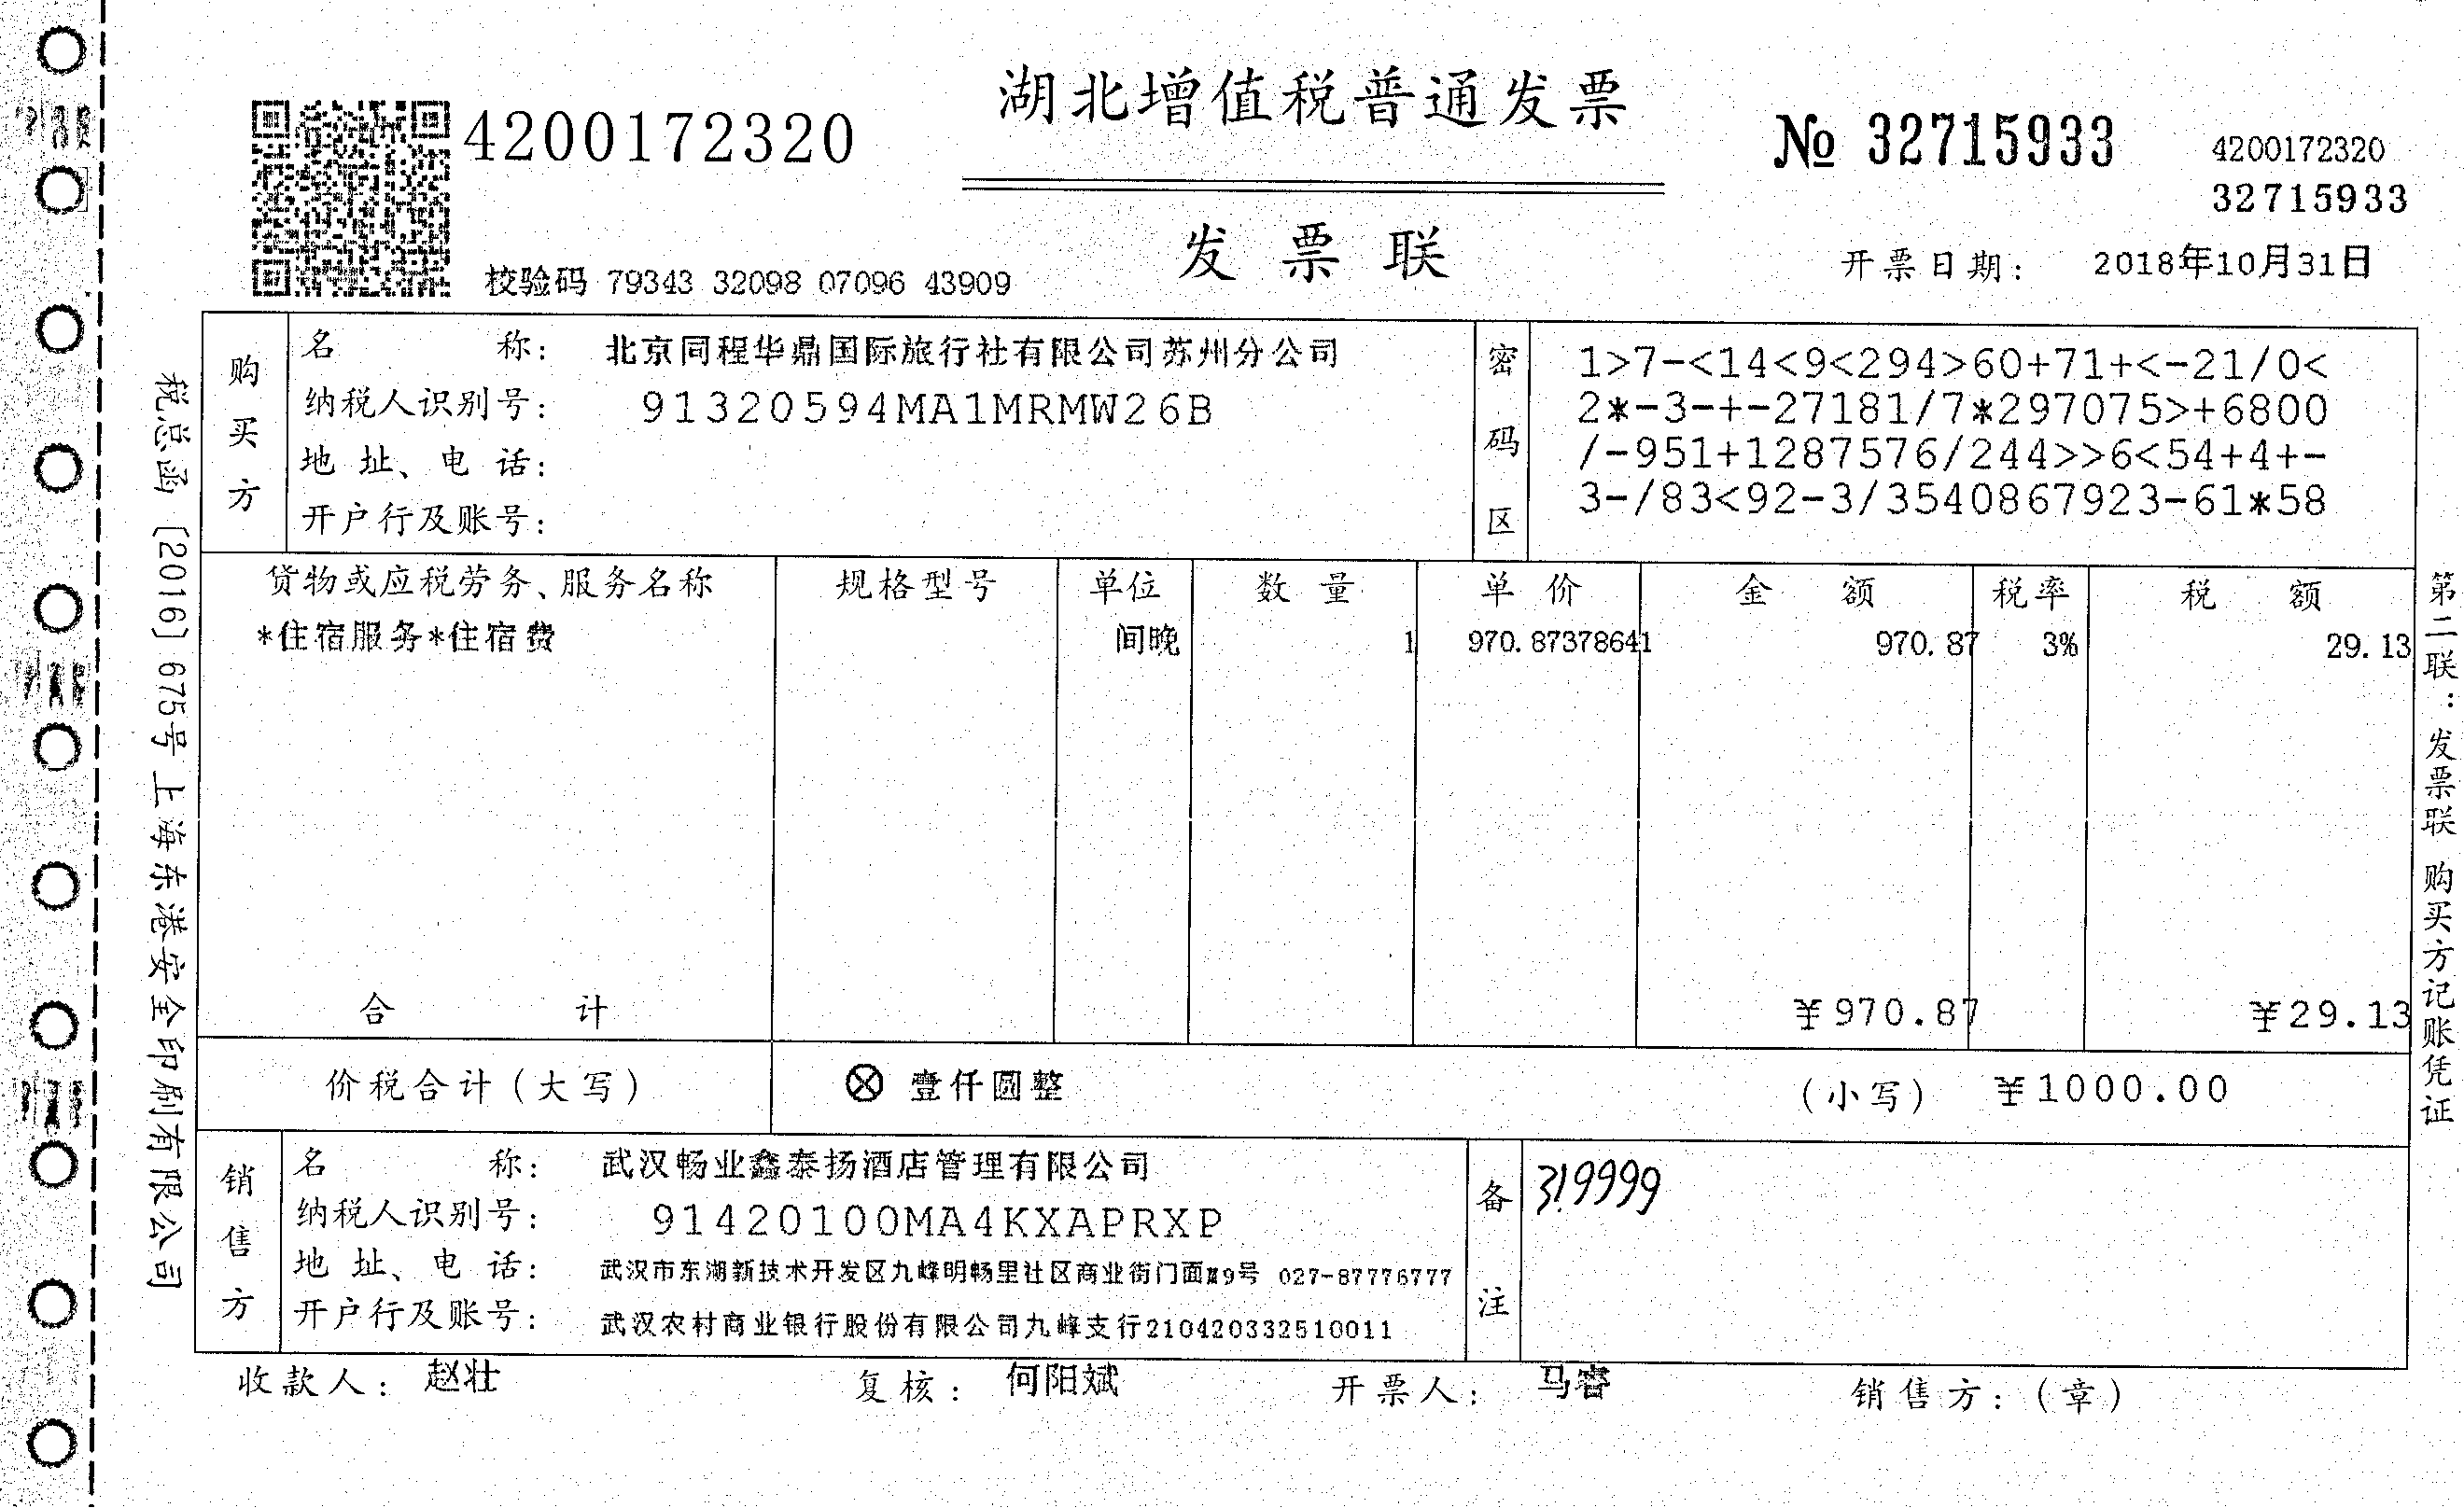 湖北增值税普通发票
4200172320
№ 32715933
4200172320
32715933
发票联
校验码 79343 32098 07096 43909
开票日期: 2018年10月31日
税总函〔2016〕675号上海东港安全印刷有限公司
购买方
名称: 北京同程华鼎国际旅行社有限公司苏州分公司
纳税人识别号: 91320594MA1MRMW26B
地址、电话:
开户行及账号:
密码区
1>7-<14<9<294>60+71+<-21/0<
2*-3-+-27181/7*297075>+6800
/-951+1287576/244>>6<54+4+-
3-/83<92-3/3540867923-61*58
货物或应税劳务、服务名称 规格型号 单位 数量 单价 金额 税率 税额
*住宿服务*住宿费 间晚 1 970.87378641 970.87 3% 29.13
合计 ¥970.87 ¥29.13
价税合计(大写) ⊗ 壹仟圆整 (小写) ¥1000.00
销售方
名称: 武汉畅业鑫泰扬酒店管理有限公司
纳税人识别号: 91420100MA4KXAPRXP
地址、电话: 武汉市东湖新技术开发区九峰明畅里社区商业街门面9号 027-87776777
开户行及账号: 武汉农村商业银行股份有限公司九峰支行210420332510011
备注
319999
收款人: 赵壮 复核: 何阳斌 开票人: 马睿 销售方:(章)
第二联:发票联 购买方记账凭证